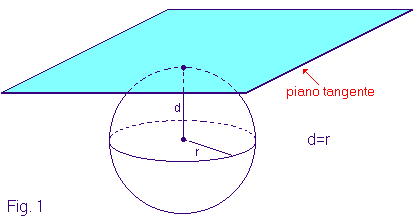 piano tangente
d
d=r
r
Fig. 1